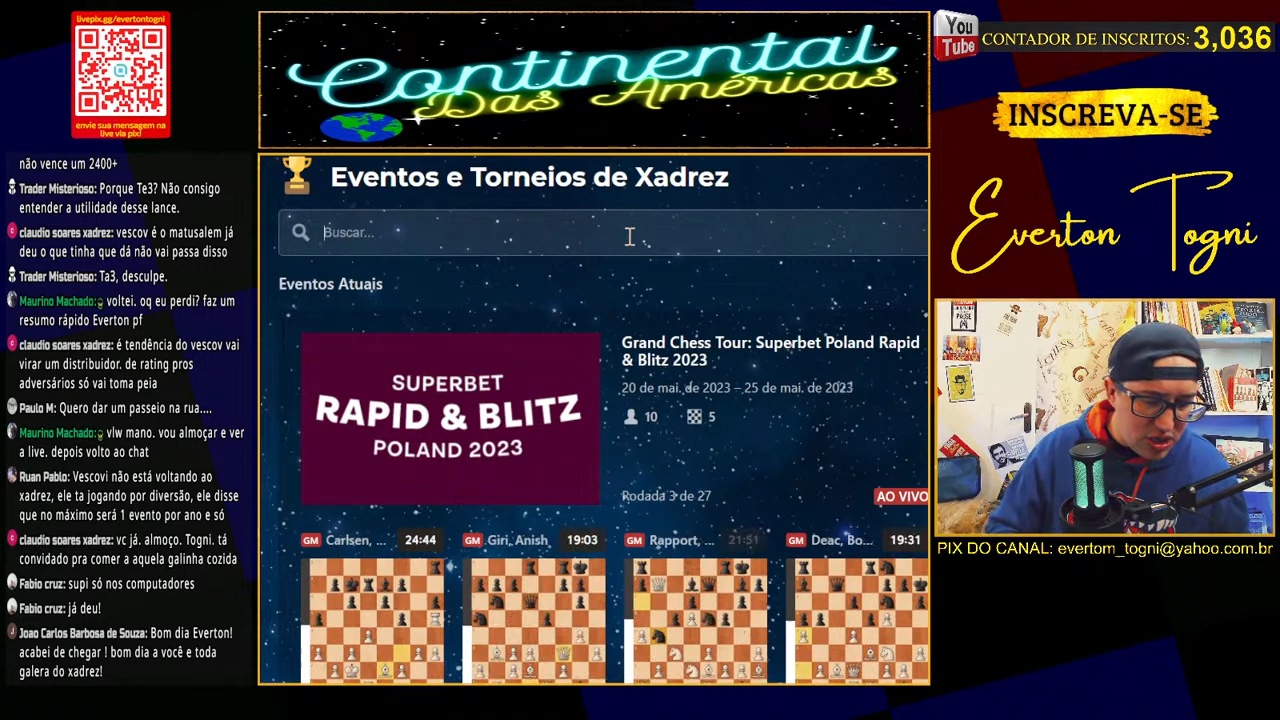 livepix.gg/evertontogni
envie sua mensagem na
live via pix!
não vence um 2400+
Trader Misterioso: Porque Te3? Não consigo
entender a utilidade desse lance.
claudio soares xadrez: vescov é o matusalem já
deu o que tinha que dá não vai passa disso
Trader Misterioso: Ta3, desculpe.
Maurino Machado: voltei. oq eu perdi? faz um
resumo rápido Everton pf
claudio soares xadrez: é tendência do vescov vai
virar um distribuidor. de rating pros
adversários só vai toma peia
Paulo M: Quero dar um passeio na rua....
Maurino Machado: vlw mano. vou almoçar e ver
a live. depois volto ao chat
Ruan Pablo: Vescovi não está voltando ao
xadrez, ele ta jogando por diversão, ele disse
que no máximo será 1 evento por ano e só
claudio soares xadrez: vc já. almoço. Togni. tá
convidado pra comer a aquela galinha cozida
Fabio cruz: supi só nos computadores
Fabio cruz: já deu!
Joao Carlos Barbosa de Souza: Bom dia Everton!
acabei de chegar ! bom dia a você e toda
galera do xadrez!
Continental
Das Américas
Eventos e Torneios de Xadrez
Buscar...
Eventos Atuais
SUPERBET
RAPID & BLITZ
POLAND 2023
Grand Chess Tour: Superbet Poland Rapid
& Blitz 2023
20 de mai. de 2023 – 25 de mai. de 2023
10 5
Rodada 3 de 27
AO VIVO
GM Carlsen, ... 24:44
GM Giri, Anish 19:03
GM Rapport, ... 21:51
GM Deac, Bo... 19:31
You
Tube
CONTADOR DE INSCRITOS: 3,036
INSCREVA-SE
Everton Togni
PIX DO CANAL: evertom_togni@yahoo.com.br